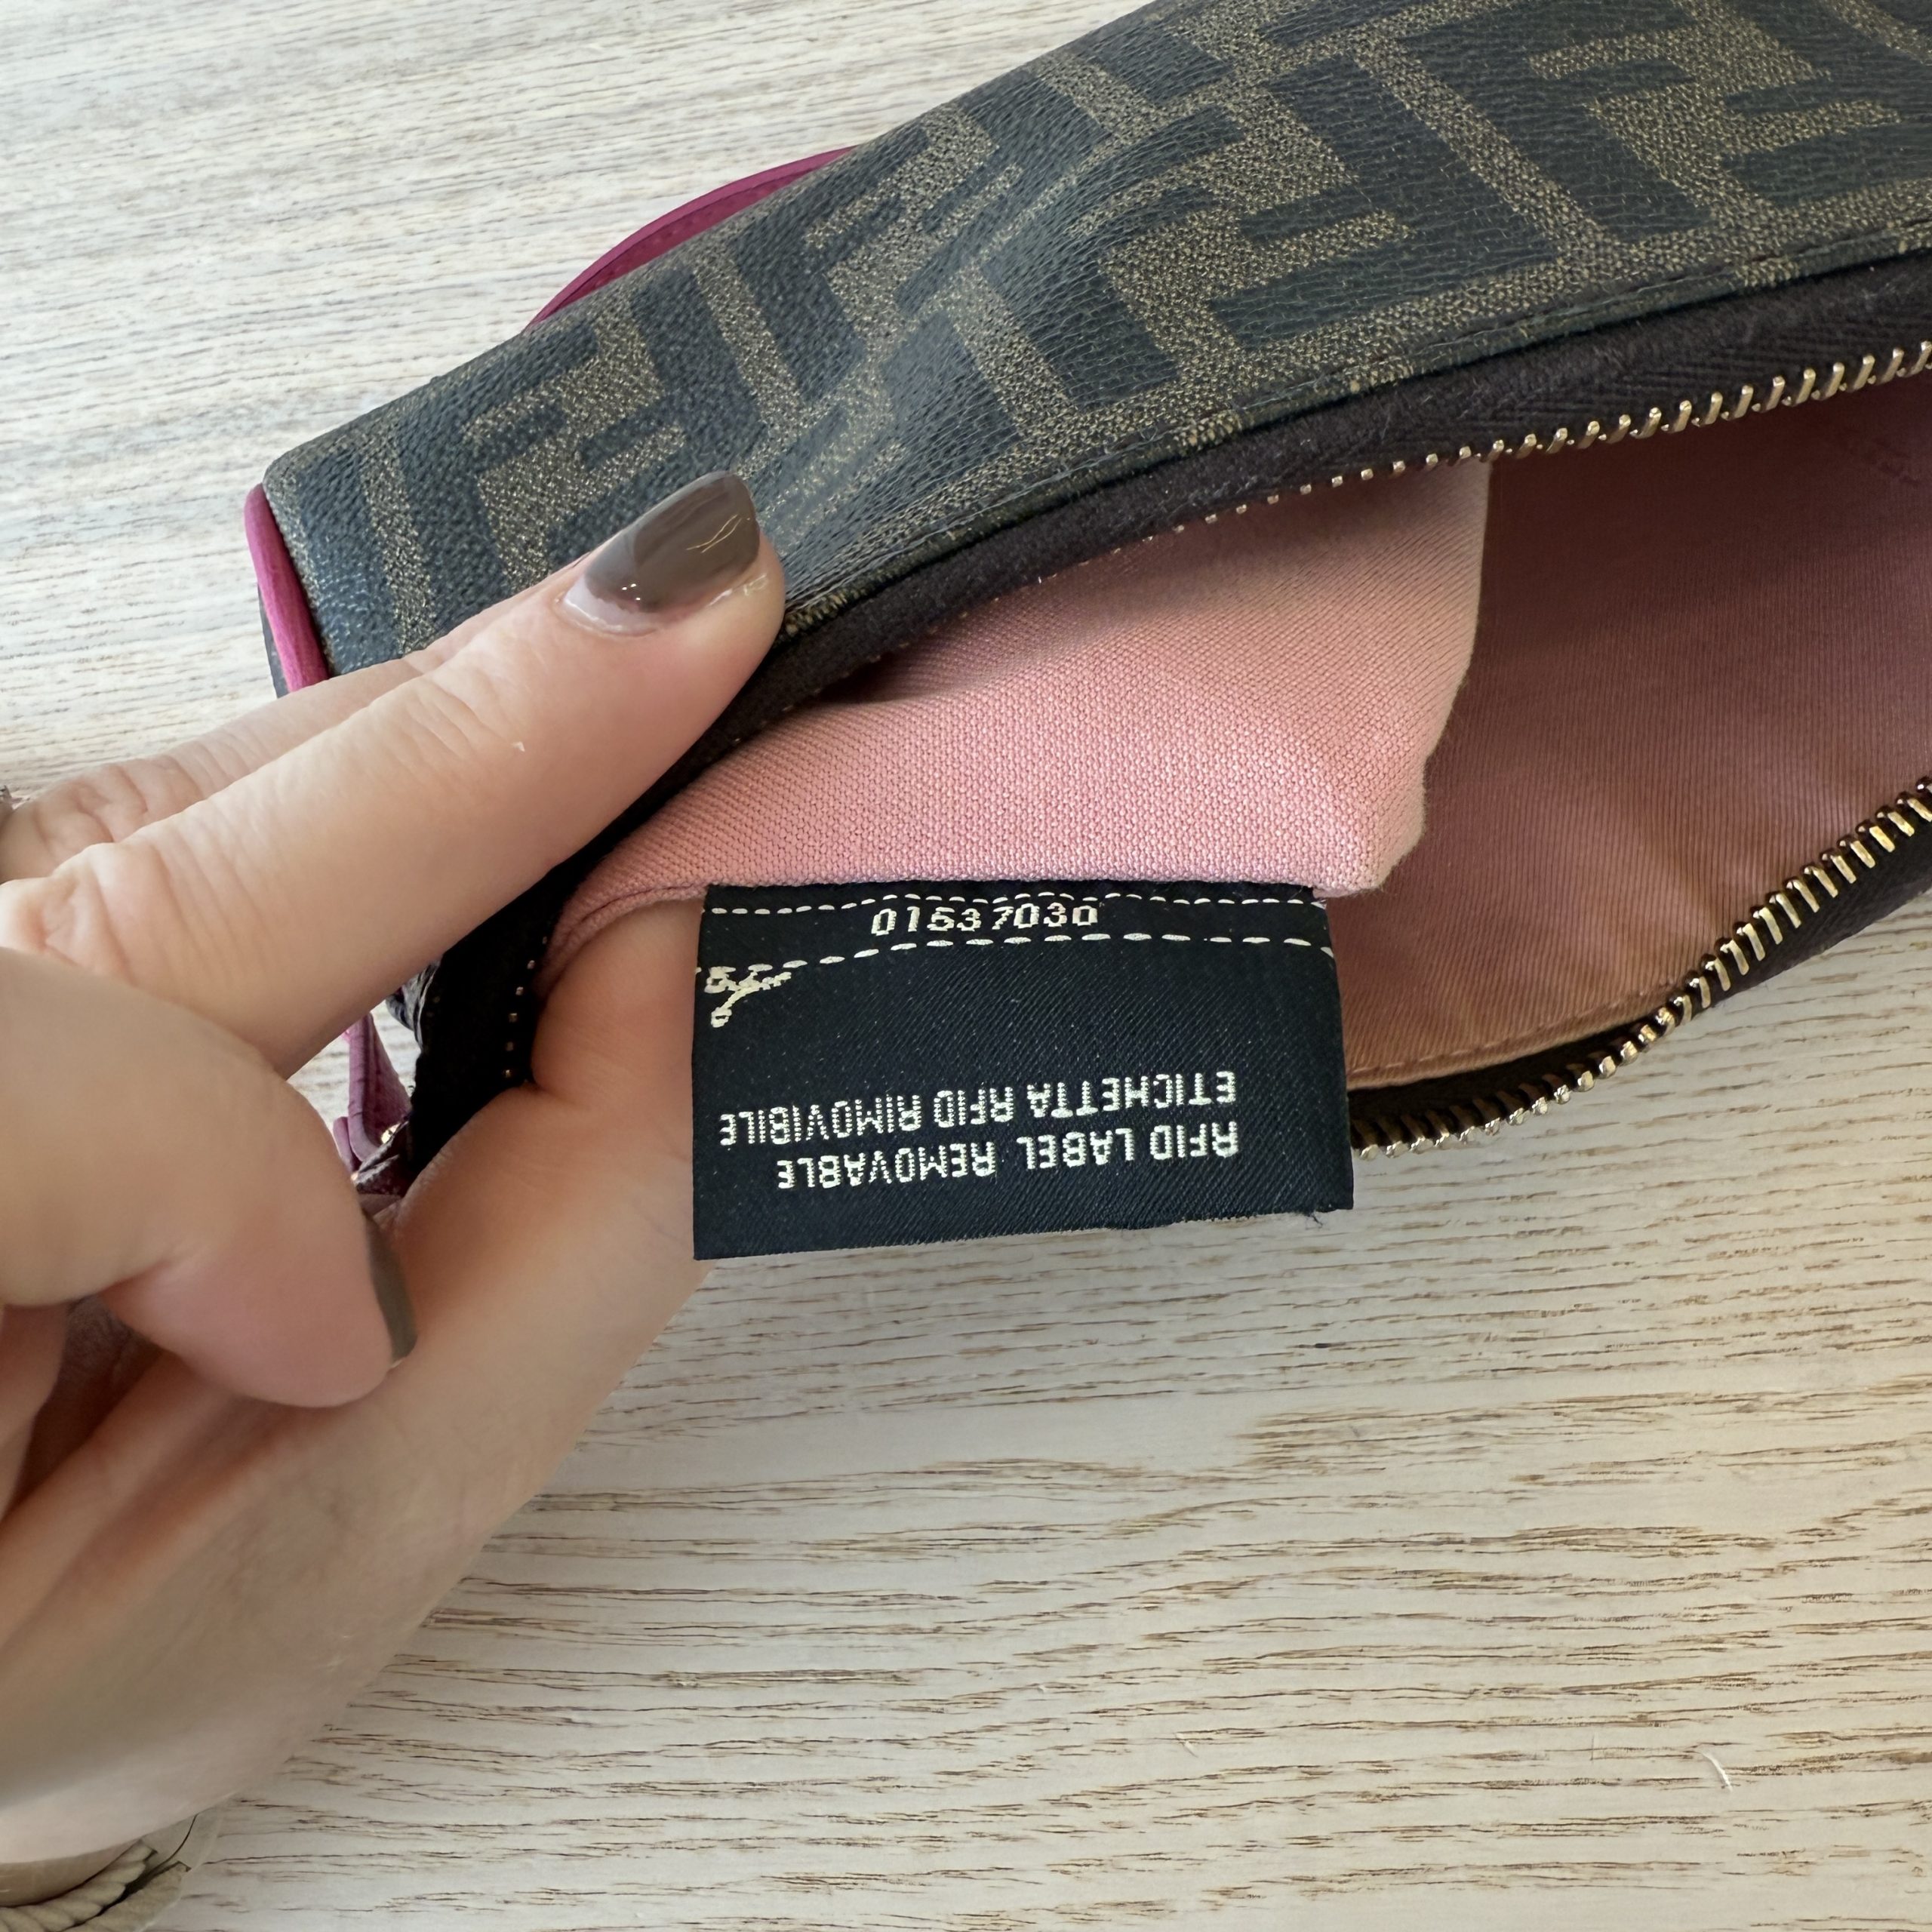 01537030
RFID LABEL REMOVABLE
ETICHETTA RFID RIMOVIBILE